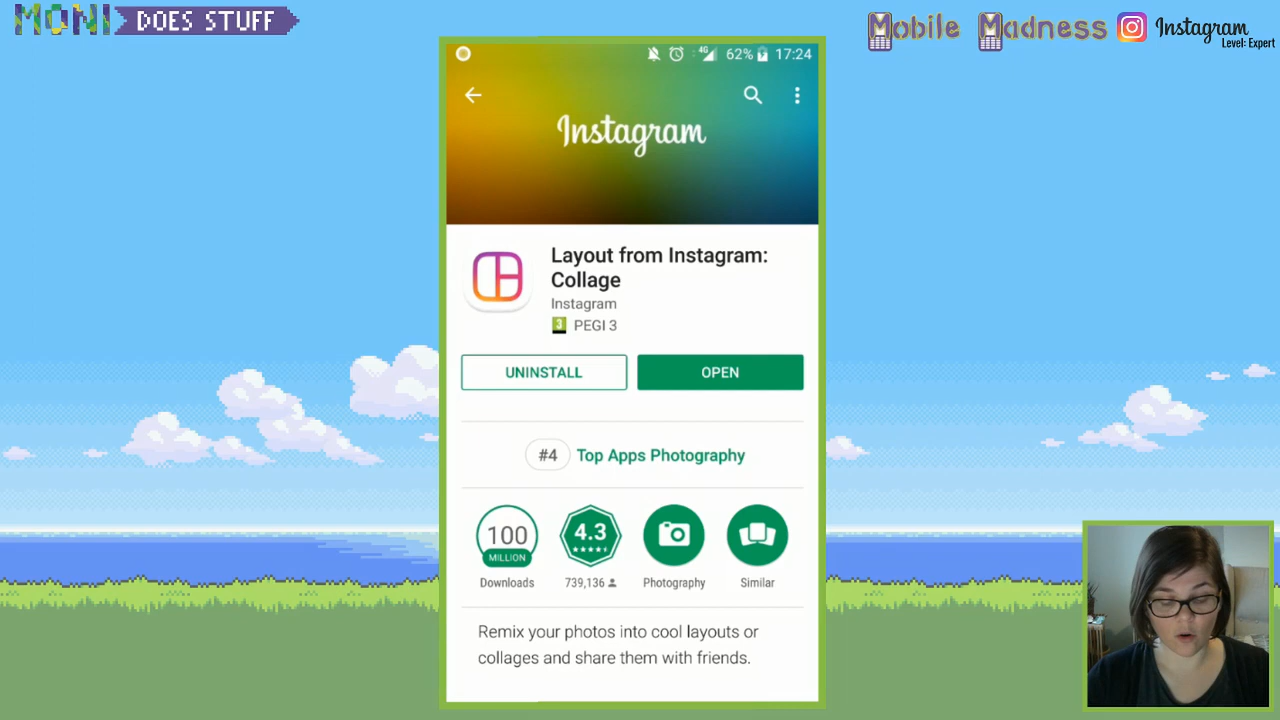 MONI DOES STUFF
Mobile Madness Instagram
Level: Expert
4G 62% 17:24
Instagram
Layout from Instagram:
Collage
Instagram
3 PEGI 3
UNINSTALL OPEN
#4 Top Apps Photography
100 4.3
MILLION
Downloads 739,136 Photography Similar
Remix your photos into cool layouts or
collages and share them with friends.